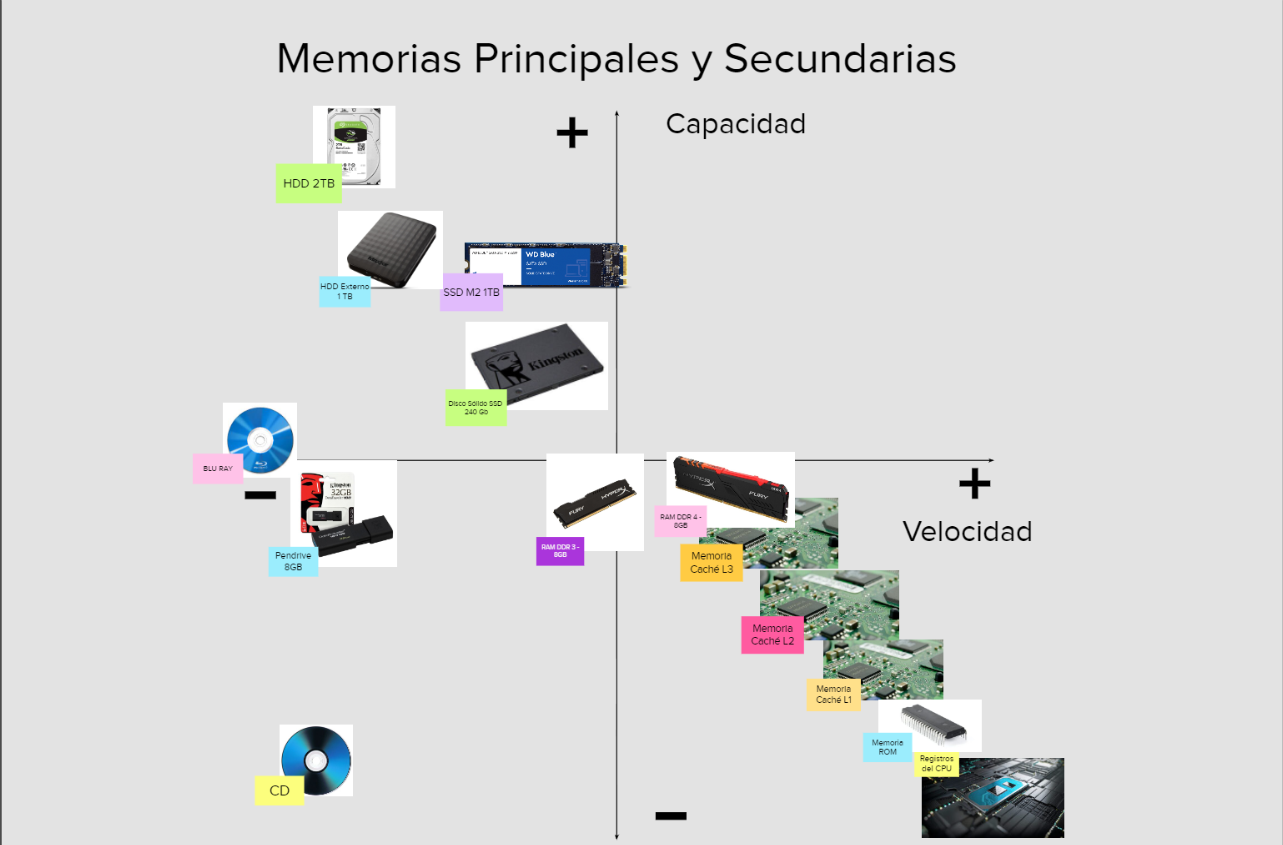 Memorias Principales y Secundarias
+
Capacidad
HDD 2TB
WD Blue
HDD Externo
1 TB
SSD M2 1TB
Kingston
Disco Sólido SSD
240 Gb
BLU RAY
−
+
Velocidad
Kingston
32GB
Pendrive
8GB
FURY HYPERX
RAM DDR 3 -
8GB
HYPERX
FURY
RAM DDR 4 -
8GB
Memoria
Caché L3
Memoria
Caché L2
Memoria
Caché L1
Memoria
ROM
Registros
del CPU
CD
−